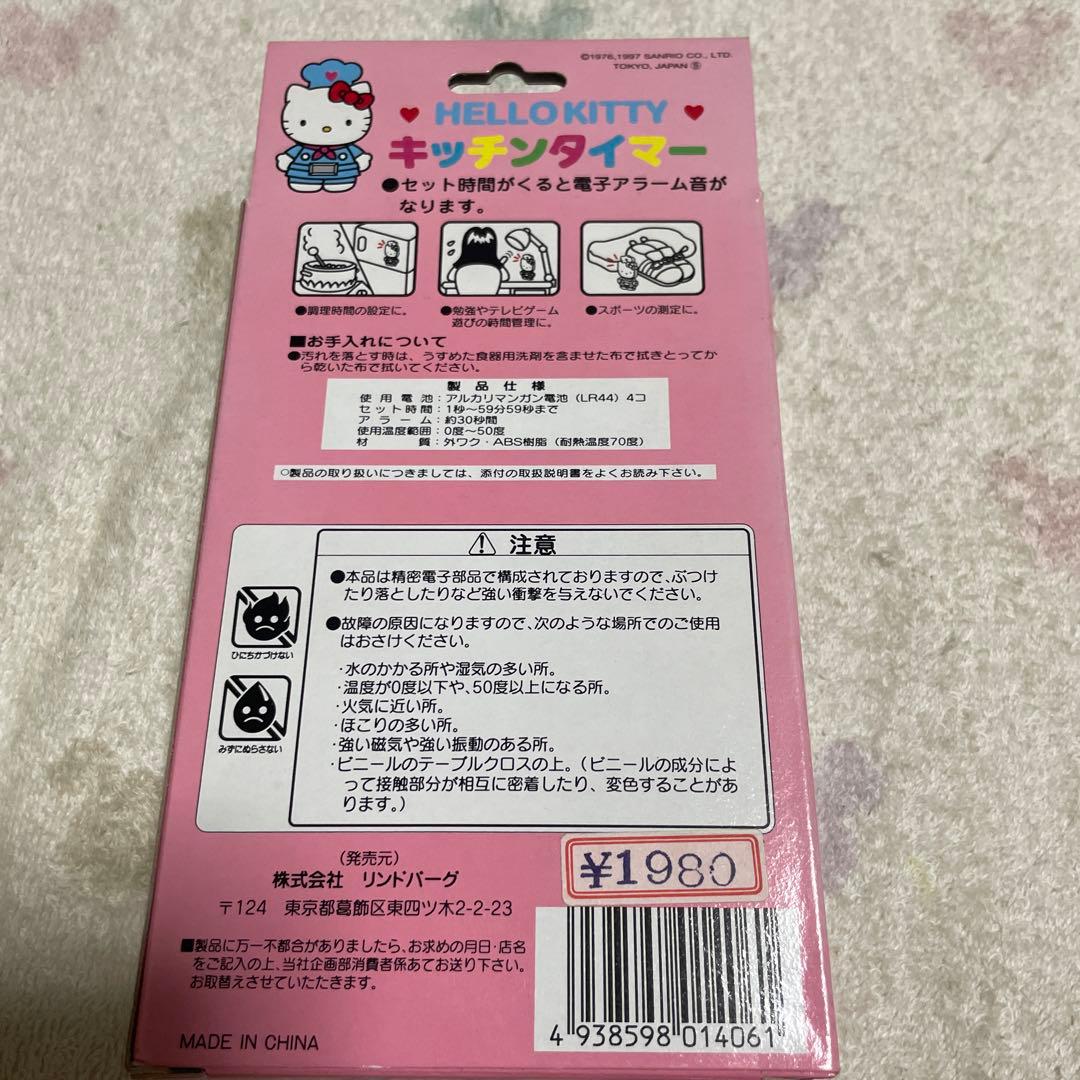 ©1976,1997 SANRIO CO., LTD.
TOKYO, JAPAN Ⓢ
HELLO KITTY
キッチンタイマー
●セット時間がくると電子アラーム音が
なります。
●調理時間の設定に。
●勉強やテレビゲーム
遊びの時間管理に。
●スポーツの測定に。
■お手入れについて
●汚れを落とす時は、うすめた食器用洗剤を含ませた布で拭きとってか
ら乾いた布で拭いてください。
製品仕様
使用電池：アルカリマンガン電池（LR44）4コ
セット時間：1秒〜59分59秒まで
アラーム：約30秒間
使用温度範囲：0度〜50度
材質：外ワク・ABS樹脂（耐熱温度70度）
○製品の取り扱いにつきましては、添付の取扱説明書をよくお読み下さい。
⚠ 注意
●本品は精密電子部品で構成されておりますので、ぶつけ
たり落としたりなど強い衝撃を与えないでください。
●故障の原因になりますので、次のような場所でのご使用
はおさけください。
・水のかかる所や湿気の多い所。
・温度が0度以下や、50度以上になる所。
・火気に近い所。
・ほこりの多い所。
・強い磁気や強い振動のある所。
・ビニールのテーブルクロスの上。（ビニールの成分によ
って接触部分が相互に密着したり、変色することがあ
ります。）
ひにちかづけない
みずにぬらさない
（発売元）
株式会社 リンドバーグ
〒124 東京都葛飾区東四ツ木2-2-23
¥1980
■製品に万一不都合がありましたら、お求めの月日・店名
をご記入の上、当社企画部消費者係あてお送り下さい。
お取替えさせていただきます。
MADE IN CHINA
4 938598 014061